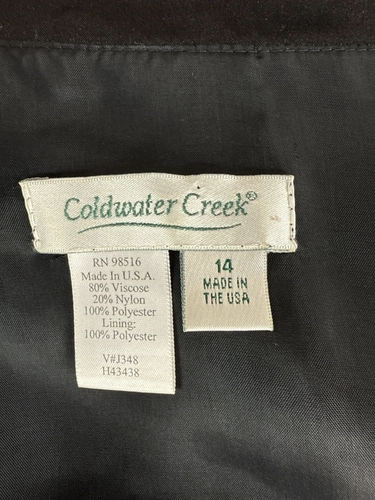 Coldwater Creek®
RN 98516
Made In U.S.A.
80% Viscose
20% Nylon
100% Polyester
Lining:
100% Polyester
V#J348
H43438
14
MADE IN
THE USA